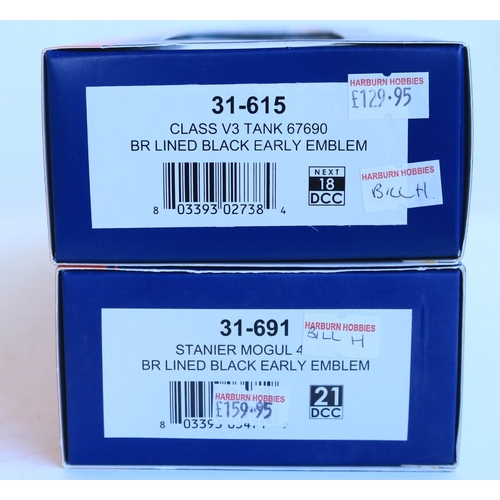 HARBURN HOBBIES
£129.95
31-615
CLASS V3 TANK 67690
BR LINED BLACK EARLY EMBLEM
NEXT
18
DCC
HARBURN HOBBIES
BILL H
8 03393 02738 4
31-691
HARBURN HOBBIES
BILL H
STANIER MOGUL 4
BR LINED BLACK EARLY EMBLEM
HARBURN HOBBIES
£159.95
21
DCC
8 03393